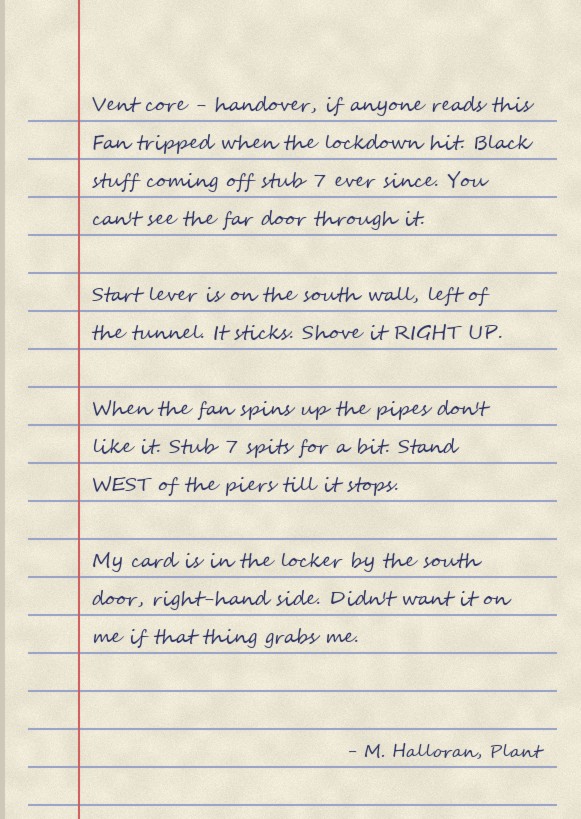 Vent core - handover, if anyone reads this
Fan tripped when the lockdown hit. Black
stuff coming off stub 7 ever since. You
can't see the far door through it.
Start lever is on the south wall, left of
the tunnel. It sticks. Shove it RIGHT UP.
When the fan spins up the pipes don't
like it. Stub 7 spits for a bit. Stand
WEST of the piers till it stops.
My card is in the locker by the south
door, right-hand side. Didn't want it on
me if that thing grabs me.
- M. Halloran, Plant